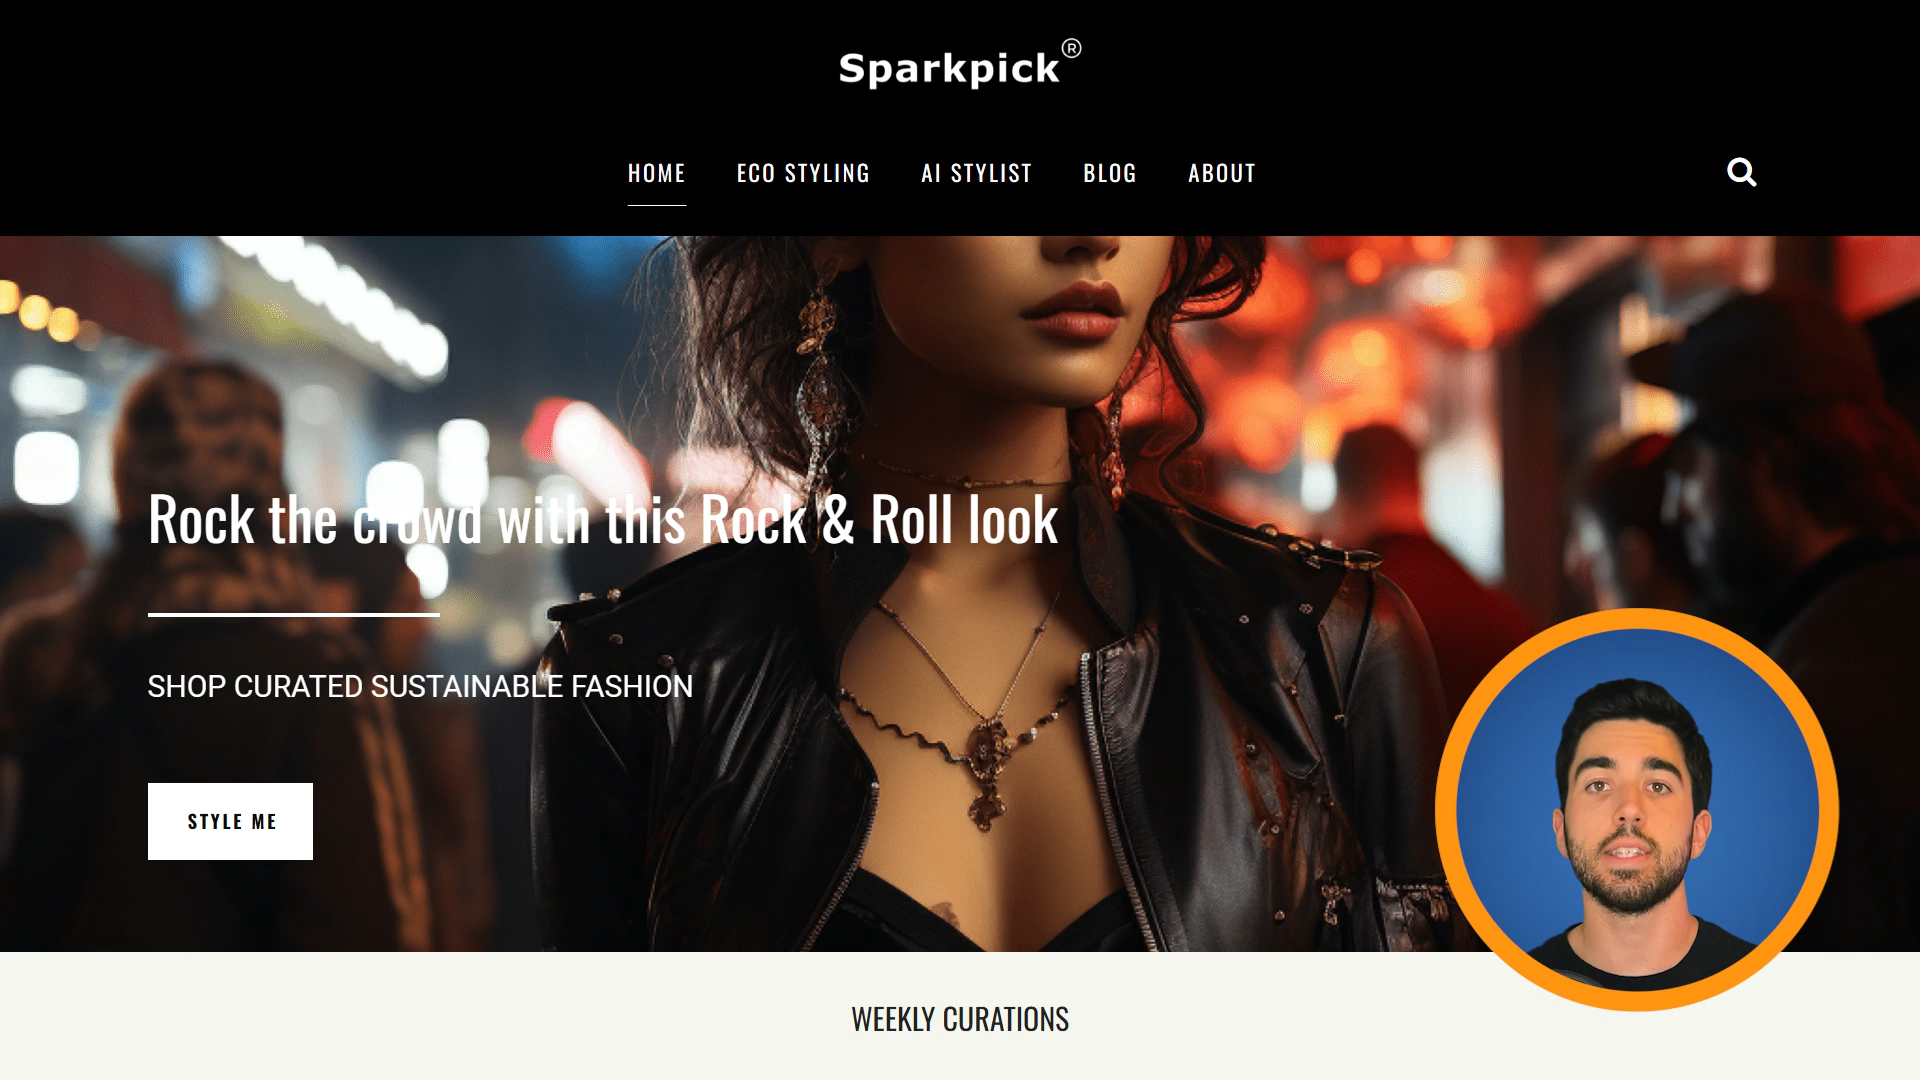 Sparkpick®
HOME ECO STYLING AI STYLIST BLOG ABOUT
Rock the crowd with this Rock & Roll look
SHOP CURATED SUSTAINABLE FASHION
STYLE ME
WEEKLY CURATIONS